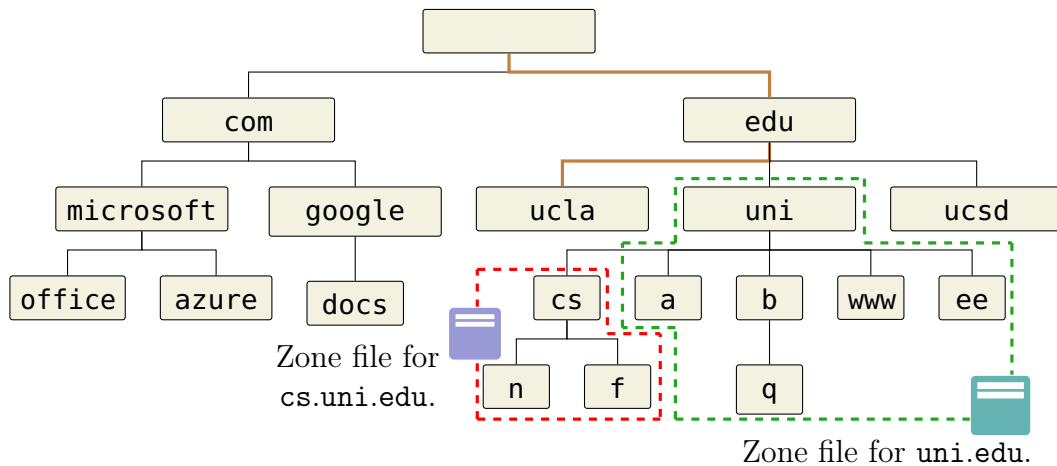 com
edu
microsoft
google
ucla
uni
ucsd
office
azure
docs
cs
a
b
www
ee
n
f
q
Zone file for
cs.uni.edu.
Zone file for uni.edu.